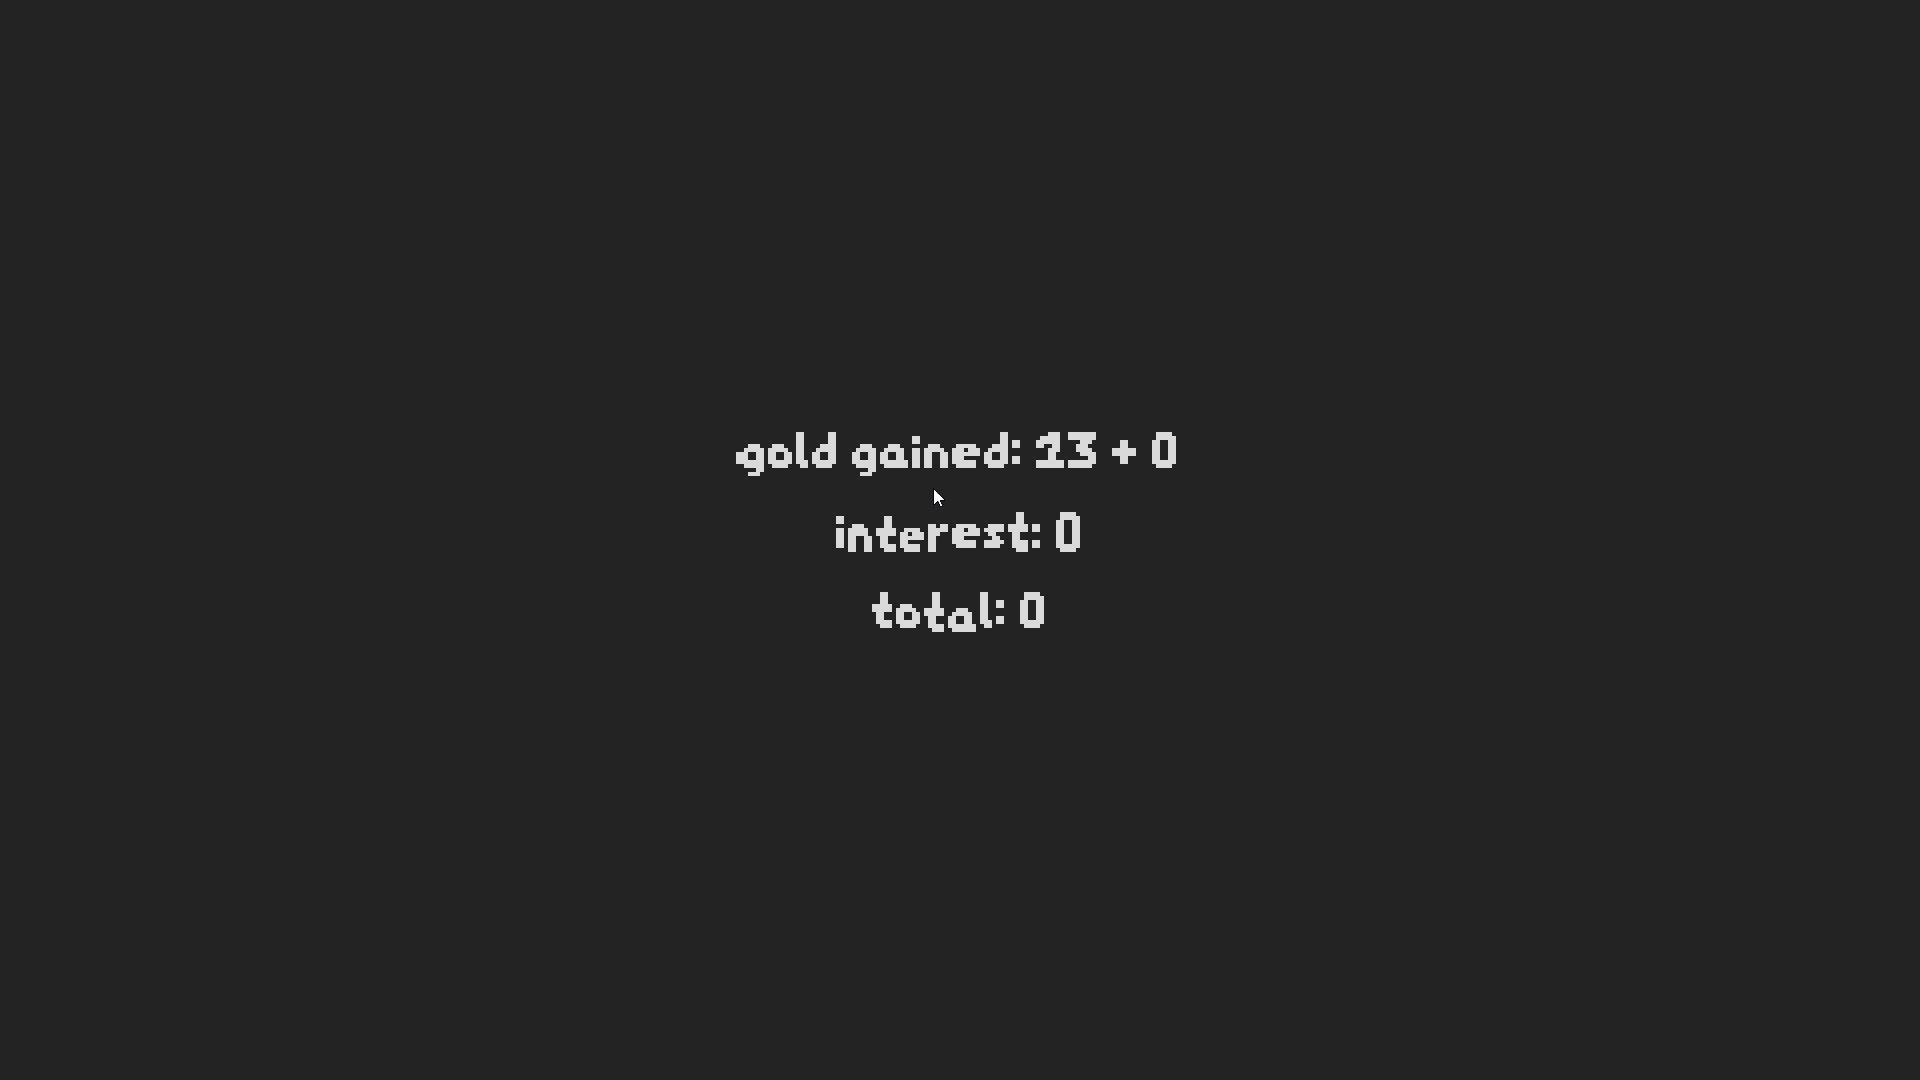 gold gained: 13 + 0
interest: 0
total: 0